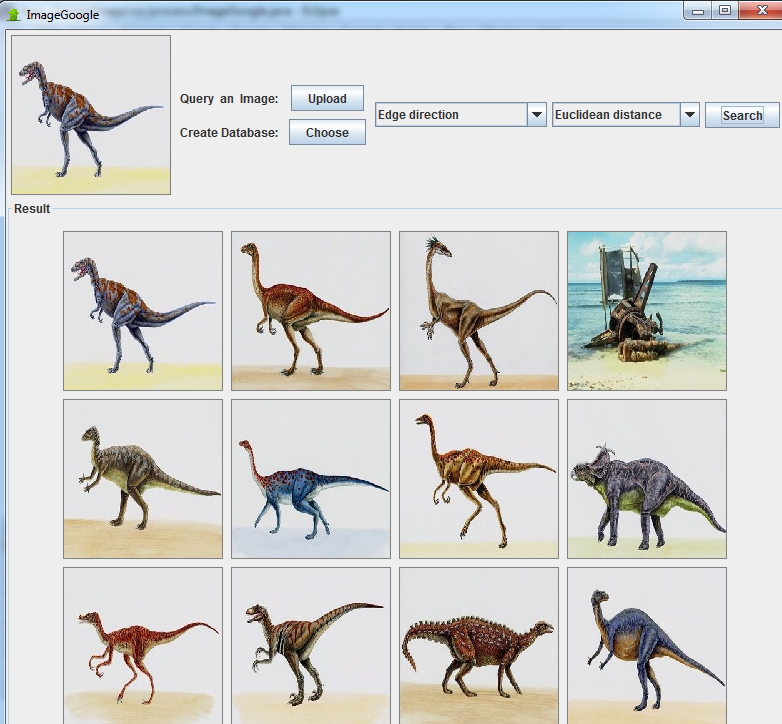 ImageGoogle
Query an Image:
Upload
Create Database:
Choose
Edge direction
Euclidean distance
Search
Result